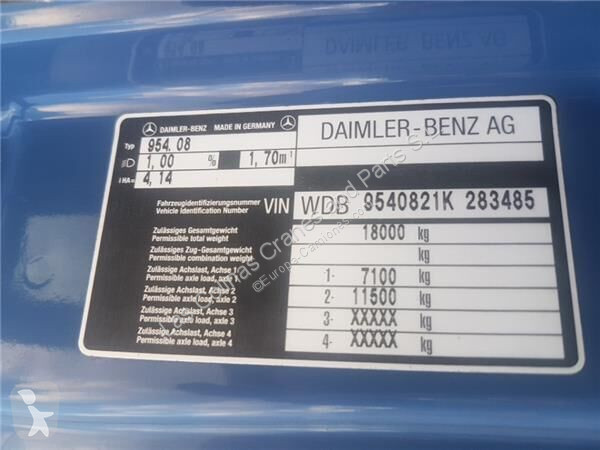 DAIMLER-BENZ AG
DAIMLER-BENZ MADE IN GERMANY
DAIMLER-BENZ AG
Typ 954.08
1,00 % 1,70m
i HA= 4,14
Fahrzeugidentifizierungsnummer
Vehicle Identification Number
VIN WDB 9540821K 283485
Zulässiges Gesamtgewicht
Permissible total weight
18000 kg
Zulässiges Zug-Gesamtgewicht
Permissible combination weight
kg
Zulässige Achslast, Achse 1
Permissible axle load, axle 1
1- 7100 kg
Zulässige Achslast, Achse 2
Permissible axle load, axle 2
2- 11500 kg
Zulässige Achslast, Achse 3
Permissible axle load, axle 3
3- XXXXX kg
Zulässige Achslast, Achse 4
Permissible axle load, axle 4
4- XXXXX kg